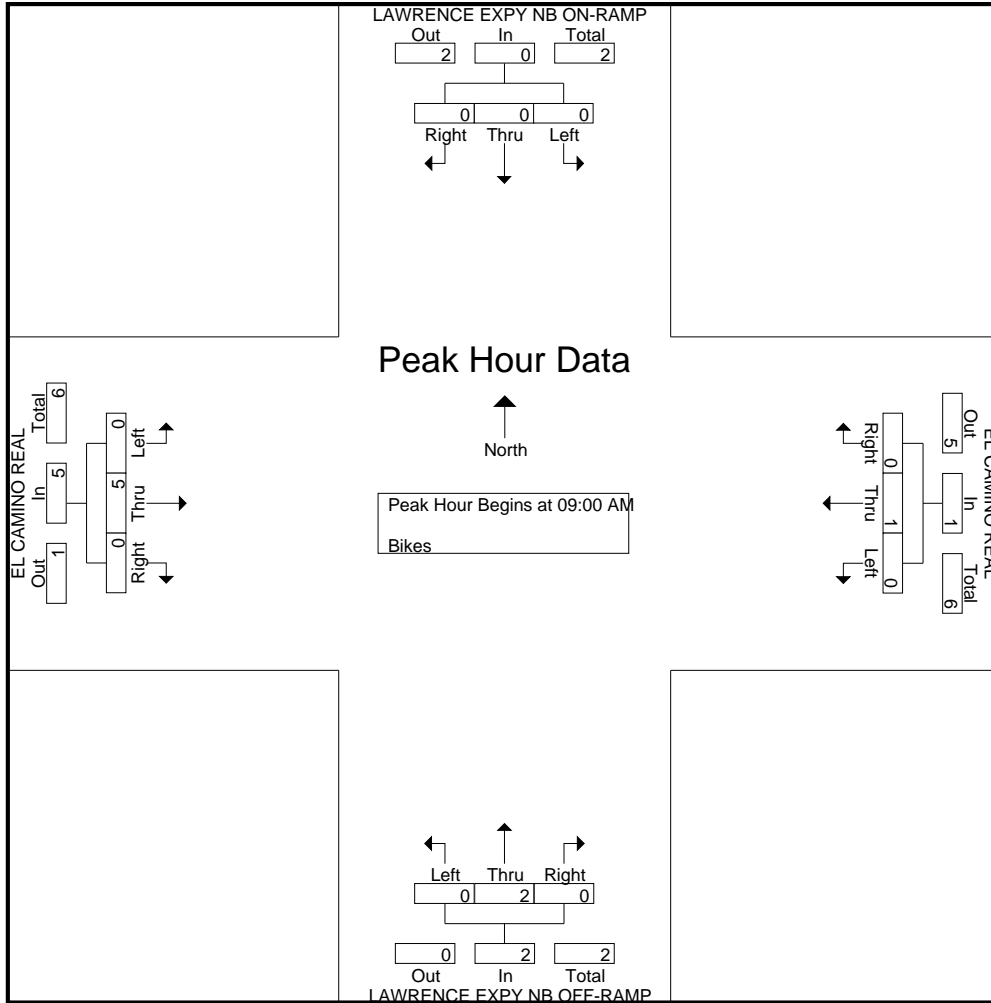 LAWRENCE EXPY NB ON-RAMP
Out In Total
2 0 2
0 0 0
Right Thru Left
Peak Hour Data
North
Peak Hour Begins at 09:00 AM
Bikes
EL CAMINO REAL
Total In Out
6 5 1
0 5 0
Left Thru Right
EL CAMINO REAL
Out In Total
5 1 6
0 1 0
Right Thru Left
Left Thru Right
0 2 0
0 2 2
Out In Total
LAWRENCE EXPY NB OFF-RAMP